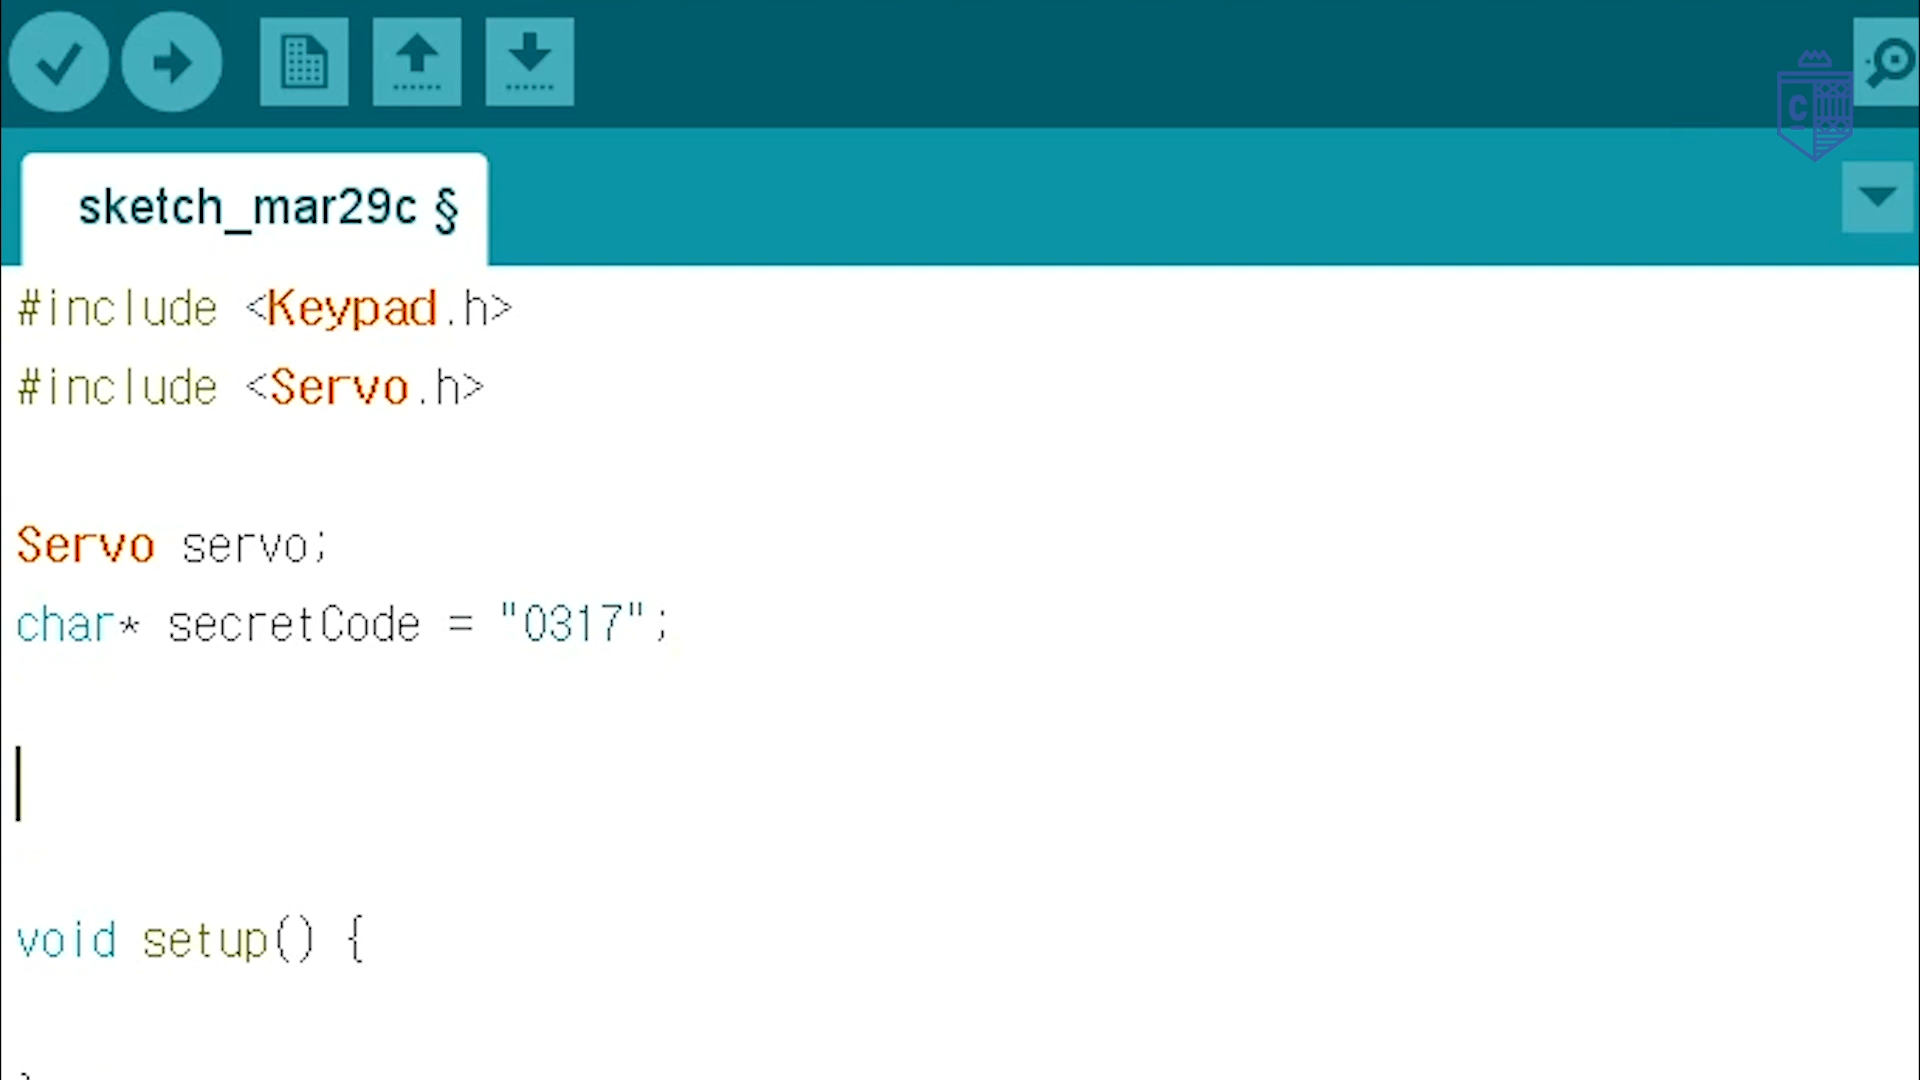 sketch_mar29c §
#include <Keypad.h>
#include <Servo.h>
Servo servo;
char* secretCode = "0317";
void setup() {